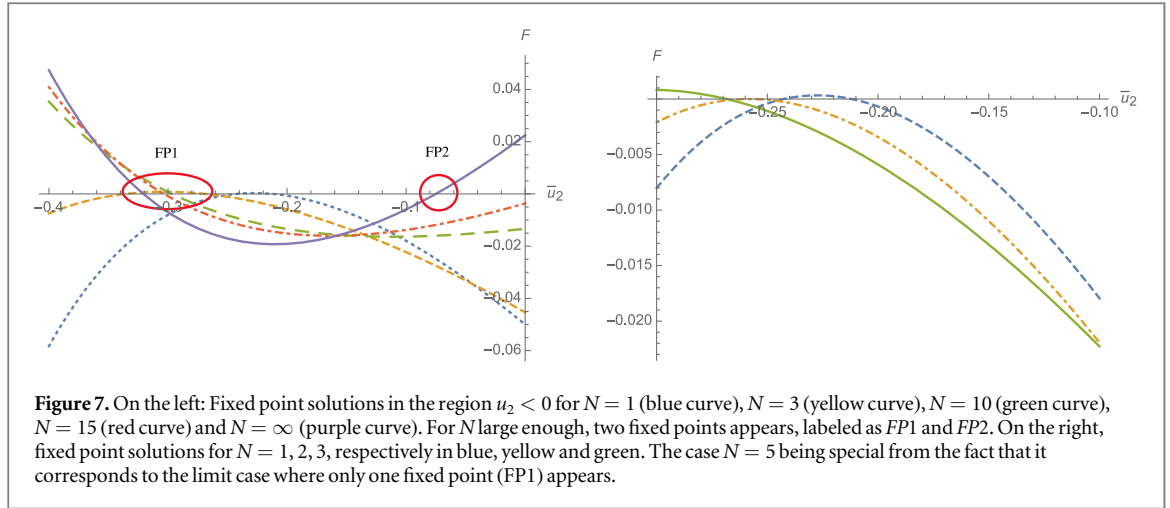 F
0.04
0.02
FP1
FP2
−0.4
−0.3
−0.2
−0.1
u̅₂
−0.02
−0.04
−0.06
F
u̅₂
−0.25
−0.20
−0.15
−0.10
−0.005
−0.010
−0.015
−0.020
Figure 7. On the left: Fixed point solutions in the region u₂ < 0 for N = 1 (blue curve), N = 3 (yellow curve), N = 10 (green curve),
N = 15 (red curve) and N = ∞ (purple curve). For N large enough, two fixed points appears, labeled as FP1 and FP2. On the right,
fixed point solutions for N = 1, 2, 3, respectively in blue, yellow and green. The case N = 5 being special from the fact that it
corresponds to the limit case where only one fixed point (FP1) appears.